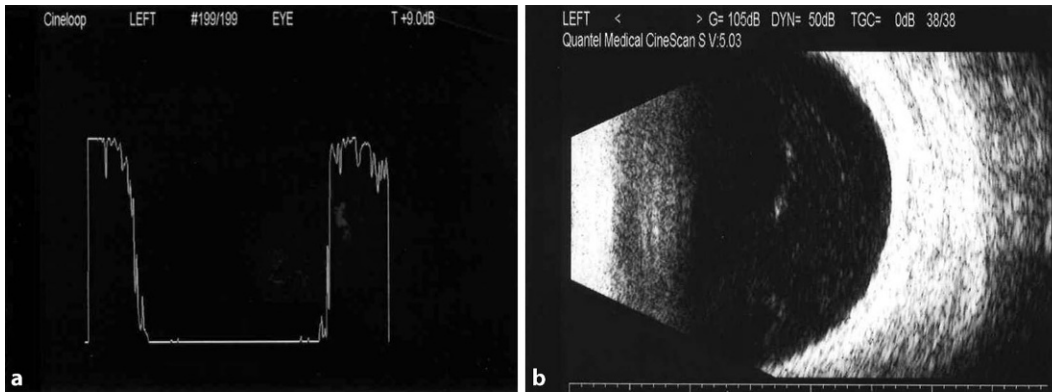 Cineloop LEFT #199/199 EYE T +9.0dB
a
LEFT < > G= 105dB DYN= 50dB TGC= 0dB 38/38
Quantel Medical CineScan S V:5.03
b